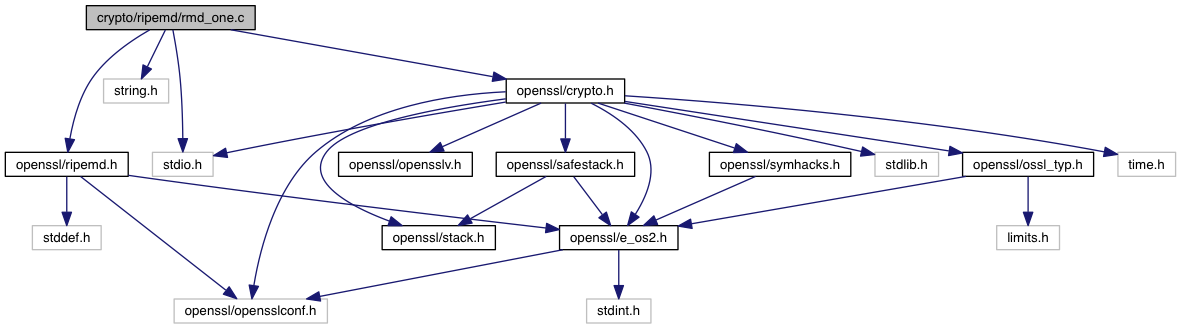 crypto/ripemd/rmd_one.c
string.h
openssl/crypto.h
openssl/ripemd.h
stdio.h
openssl/opensslv.h
openssl/safestack.h
openssl/symhacks.h
stdlib.h
openssl/ossl_typ.h
time.h
stddef.h
openssl/stack.h
openssl/e_os2.h
limits.h
openssl/opensslconf.h
stdint.h